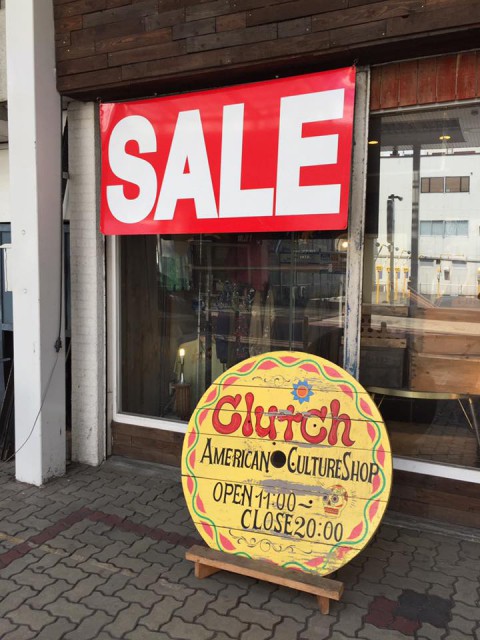 SALE
Clutch
AMERICAN CULTURE SHOP
OPEN 11:00~
CLOSE 20:00